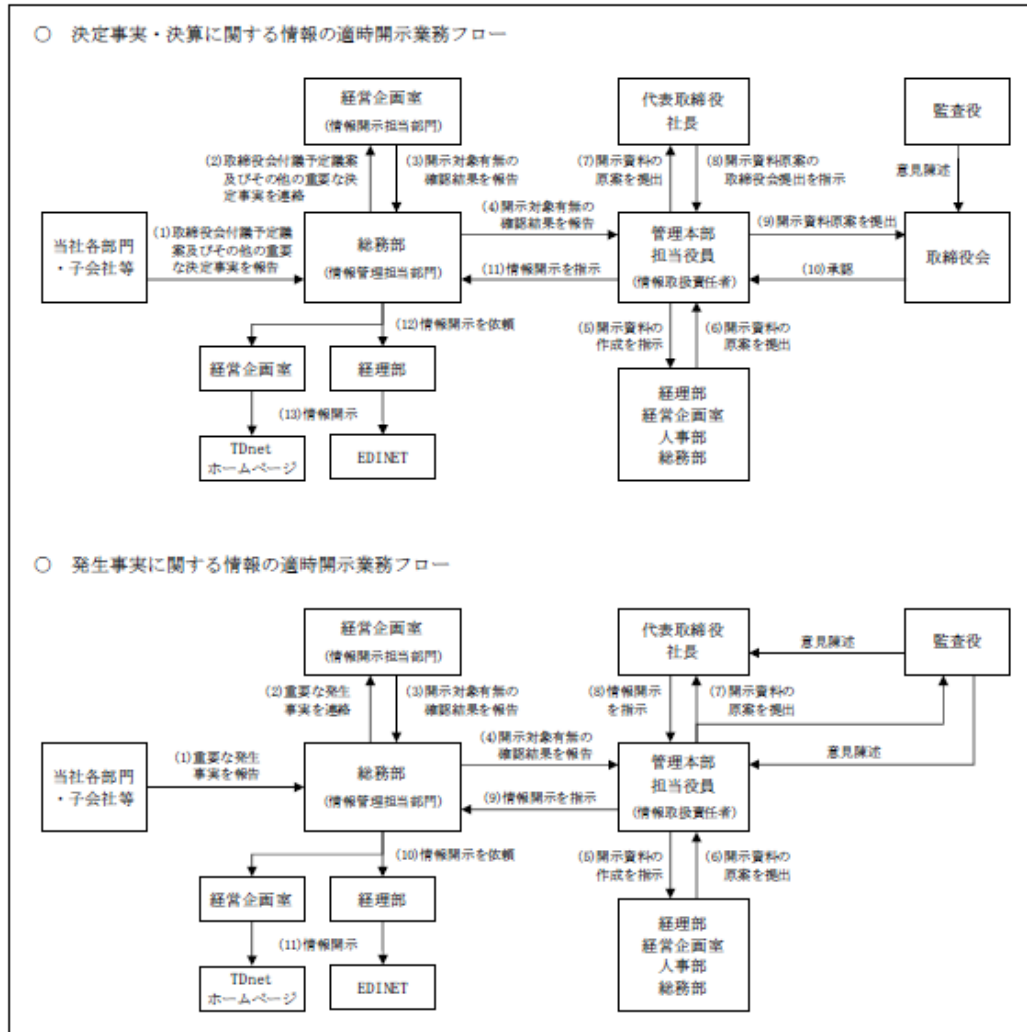 ○ 決定事実・決算に関する情報の適時開示業務フロー
経営企画室
(情報開示担当部門)
代表取締役
社長
監査役
(2)取締役会付議予定議案
及びその他の重要な決
定事実を連絡
(3)開示対象有無の
確認結果を報告
(7)開示資料の
原案を提出
(8)開示資料原案の
取締役会提出を指示
意見陳述
当社各部門
・子会社等
(1)取締役会付議予定議
案及びその他の重要
な決定事実を報告
総務部
(情報管理担当部門)
(4)開示対象有無の
確認結果を報告
(11)情報開示を指示
管理本部
担当役員
(情報取扱責任者)
(9)開示資料原案を提出
(10)承認
取締役会
(12)情報開示を依頼
(5)開示資料の
作成を指示
(6)開示資料の
原案を提出
経営企画室
経理部
(13)情報開示
TDnet
ホームページ
EDINET
経理部
経営企画室
人事部
総務部
○ 発生事実に関する情報の適時開示業務フロー
経営企画室
(情報開示担当部門)
代表取締役
社長
意見陳述
監査役
(2)重要な発生
事実を連絡
(3)開示対象有無の
確認結果を報告
(8)情報開示
を指示
(7)開示資料の
原案を提出
当社各部門
・子会社等
(1)重要な発生
事実を報告
総務部
(情報管理担当部門)
(4)開示対象有無の
確認結果を報告
(9)情報開示を指示
管理本部
担当役員
(情報取扱責任者)
意見陳述
(10)情報開示を依頼
(5)開示資料の
作成を指示
(6)開示資料の
原案を提出
経営企画室
経理部
(11)情報開示
TDnet
ホームページ
EDINET
経理部
経営企画室
人事部
総務部